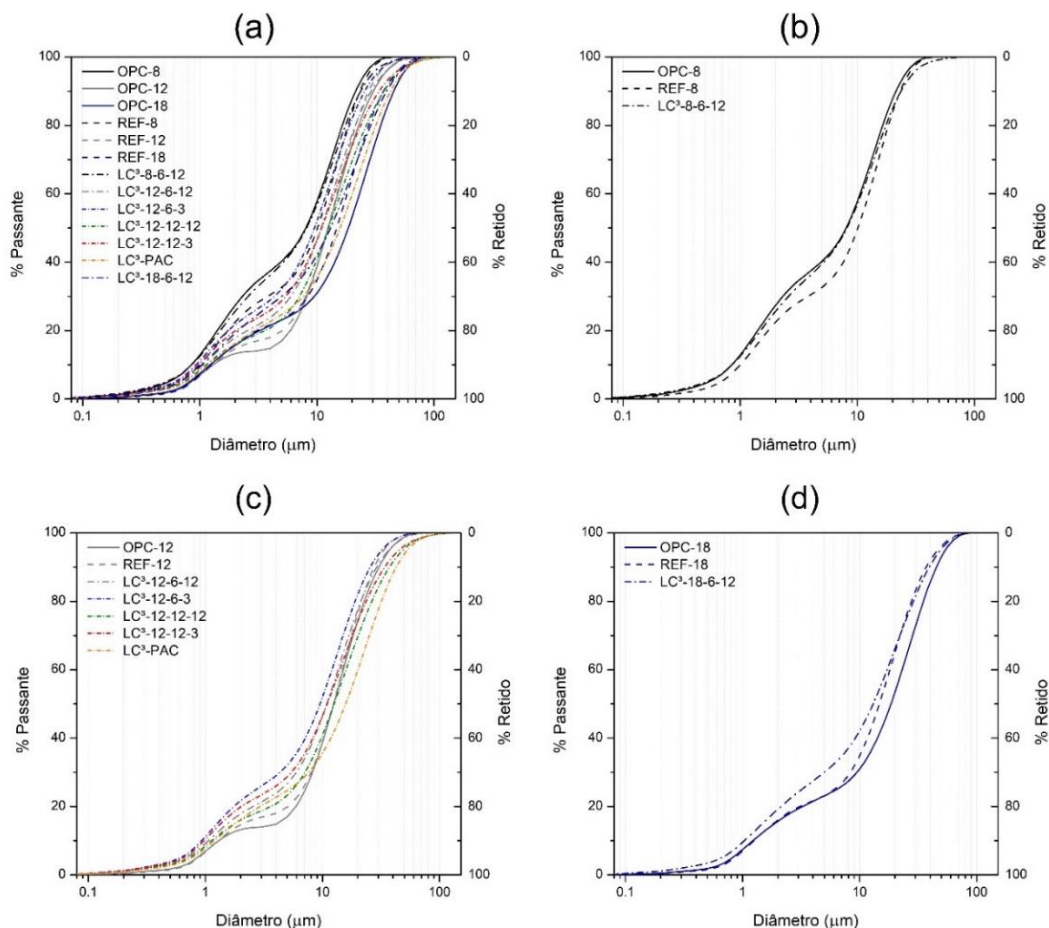 (a)
OPC-8
OPC-12
OPC-18
REF-8
REF-12
REF-18
LC³-8-6-12
LC³-12-6-12
LC³-12-6-3
LC³-12-12-12
LC³-12-12-3
LC³-PAC
LC³-18-6-12
100
80
60
40
20
0
% Passante
0
20
40
60
80
100
% Retido
0.1
1
10
100
Diâmetro (μm)
(b)
OPC-8
REF-8
LC³-8-6-12
100
80
60
40
20
0
% Passante
0
20
40
60
80
100
% Retido
0.1
1
10
100
Diâmetro (μm)
(c)
OPC-12
REF-12
LC³-12-6-12
LC³-12-6-3
LC³-12-12-12
LC³-12-12-3
LC³-PAC
100
80
60
40
20
0
% Passante
0
20
40
60
80
100
% Retido
0.1
1
10
100
Diâmetro (μm)
(d)
OPC-18
REF-18
LC³-18-6-12
100
80
60
40
20
0
% Passante
0
20
40
60
80
100
% Retido
0.1
1
10
100
Diâmetro (μm)